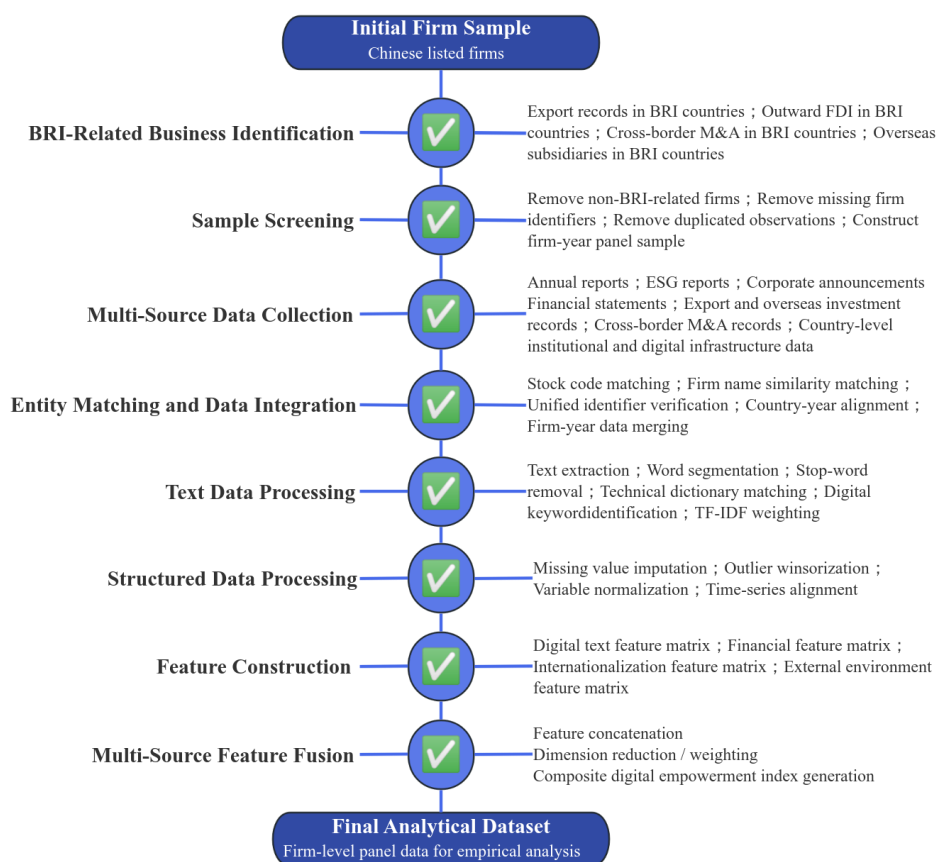 Initial Firm Sample
Chinese listed firms
BRI-Related Business Identification
Export records in BRI countries；Outward FDI in BRI
countries；Cross-border M&A in BRI countries；Overseas
subsidiaries in BRI countries
Sample Screening
Remove non-BRI-related firms；Remove missing firm
identifiers；Remove duplicated observations；Construct
firm-year panel sample
Multi-Source Data Collection
Annual reports；ESG reports；Corporate announcements
Financial statements；Export and overseas investment
records；Cross-border M&A records；Country-level
institutional and digital infrastructure data
Entity Matching and Data Integration
Stock code matching；Firm name similarity matching；
Unified identifier verification；Country-year alignment；
Firm-year data merging
Text Data Processing
Text extraction；Word segmentation；Stop-word
removal；Technical dictionary matching；Digital
keywordidentification；TF-IDF weighting
Structured Data Processing
Missing value imputation；Outlier winsorization；
Variable normalization；Time-series alignment
Feature Construction
Digital text feature matrix；Financial feature matrix；
Internationalization feature matrix；External environment
feature matrix
Multi-Source Feature Fusion
Feature concatenation
Dimension reduction / weighting
Composite digital empowerment index generation
Final Analytical Dataset
Firm-level panel data for empirical analysis